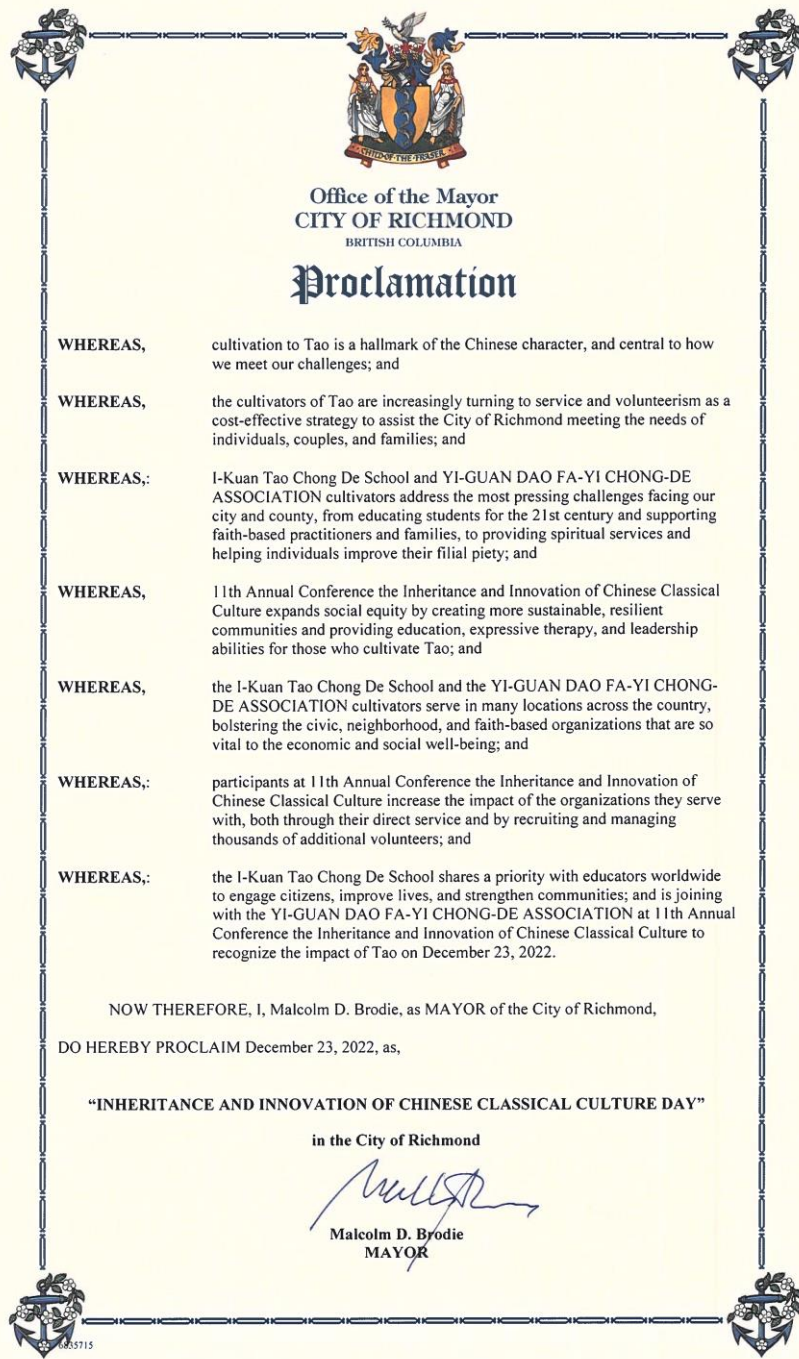 CHILD·OF·THE·FRASER
Office of the Mayor
CITY OF RICHMOND
BRITISH COLUMBIA
Proclamation
WHEREAS, cultivation to Tao is a hallmark of the Chinese character, and central to how
we meet our challenges; and
WHEREAS, the cultivators of Tao are increasingly turning to service and volunteerism as a
cost-effective strategy to assist the City of Richmond meeting the needs of
individuals, couples, and families; and
WHEREAS,: I-Kuan Tao Chong De School and YI-GUAN DAO FA-YI CHONG-DE
ASSOCIATION cultivators address the most pressing challenges facing our
city and county, from educating students for the 21st century and supporting
faith-based practitioners and families, to providing spiritual services and
helping individuals improve their filial piety; and
WHEREAS, 11th Annual Conference the Inheritance and Innovation of Chinese Classical
Culture expands social equity by creating more sustainable, resilient
communities and providing education, expressive therapy, and leadership
abilities for those who cultivate Tao; and
WHEREAS, the I-Kuan Tao Chong De School and the YI-GUAN DAO FA-YI CHONG-
DE ASSOCIATION cultivators serve in many locations across the country,
bolstering the civic, neighborhood, and faith-based organizations that are so
vital to the economic and social well-being; and
WHEREAS,: participants at 11th Annual Conference the Inheritance and Innovation of
Chinese Classical Culture increase the impact of the organizations they serve
with, both through their direct service and by recruiting and managing
thousands of additional volunteers; and
WHEREAS,: the I-Kuan Tao Chong De School shares a priority with educators worldwide
to engage citizens, improve lives, and strengthen communities; and is joining
with the YI-GUAN DAO FA-YI CHONG-DE ASSOCIATION at 11th Annual
Conference the Inheritance and Innovation of Chinese Classical Culture to
recognize the impact of Tao on December 23, 2022.
NOW THEREFORE, I, Malcolm D. Brodie, as MAYOR of the City of Richmond,
DO HEREBY PROCLAIM December 23, 2022, as,
“INHERITANCE AND INNOVATION OF CHINESE CLASSICAL CULTURE DAY”
in the City of Richmond
Malcolm D. Brodie
MAYOR
6835715